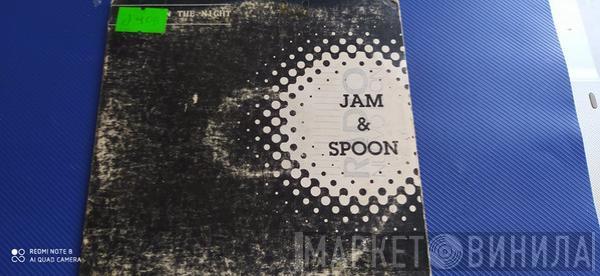 THE NIGHT
JAM
&
SPOON
REDMI NOTE 8
AI QUAD CAMERA
МАРКЕТ ВИНИЛА